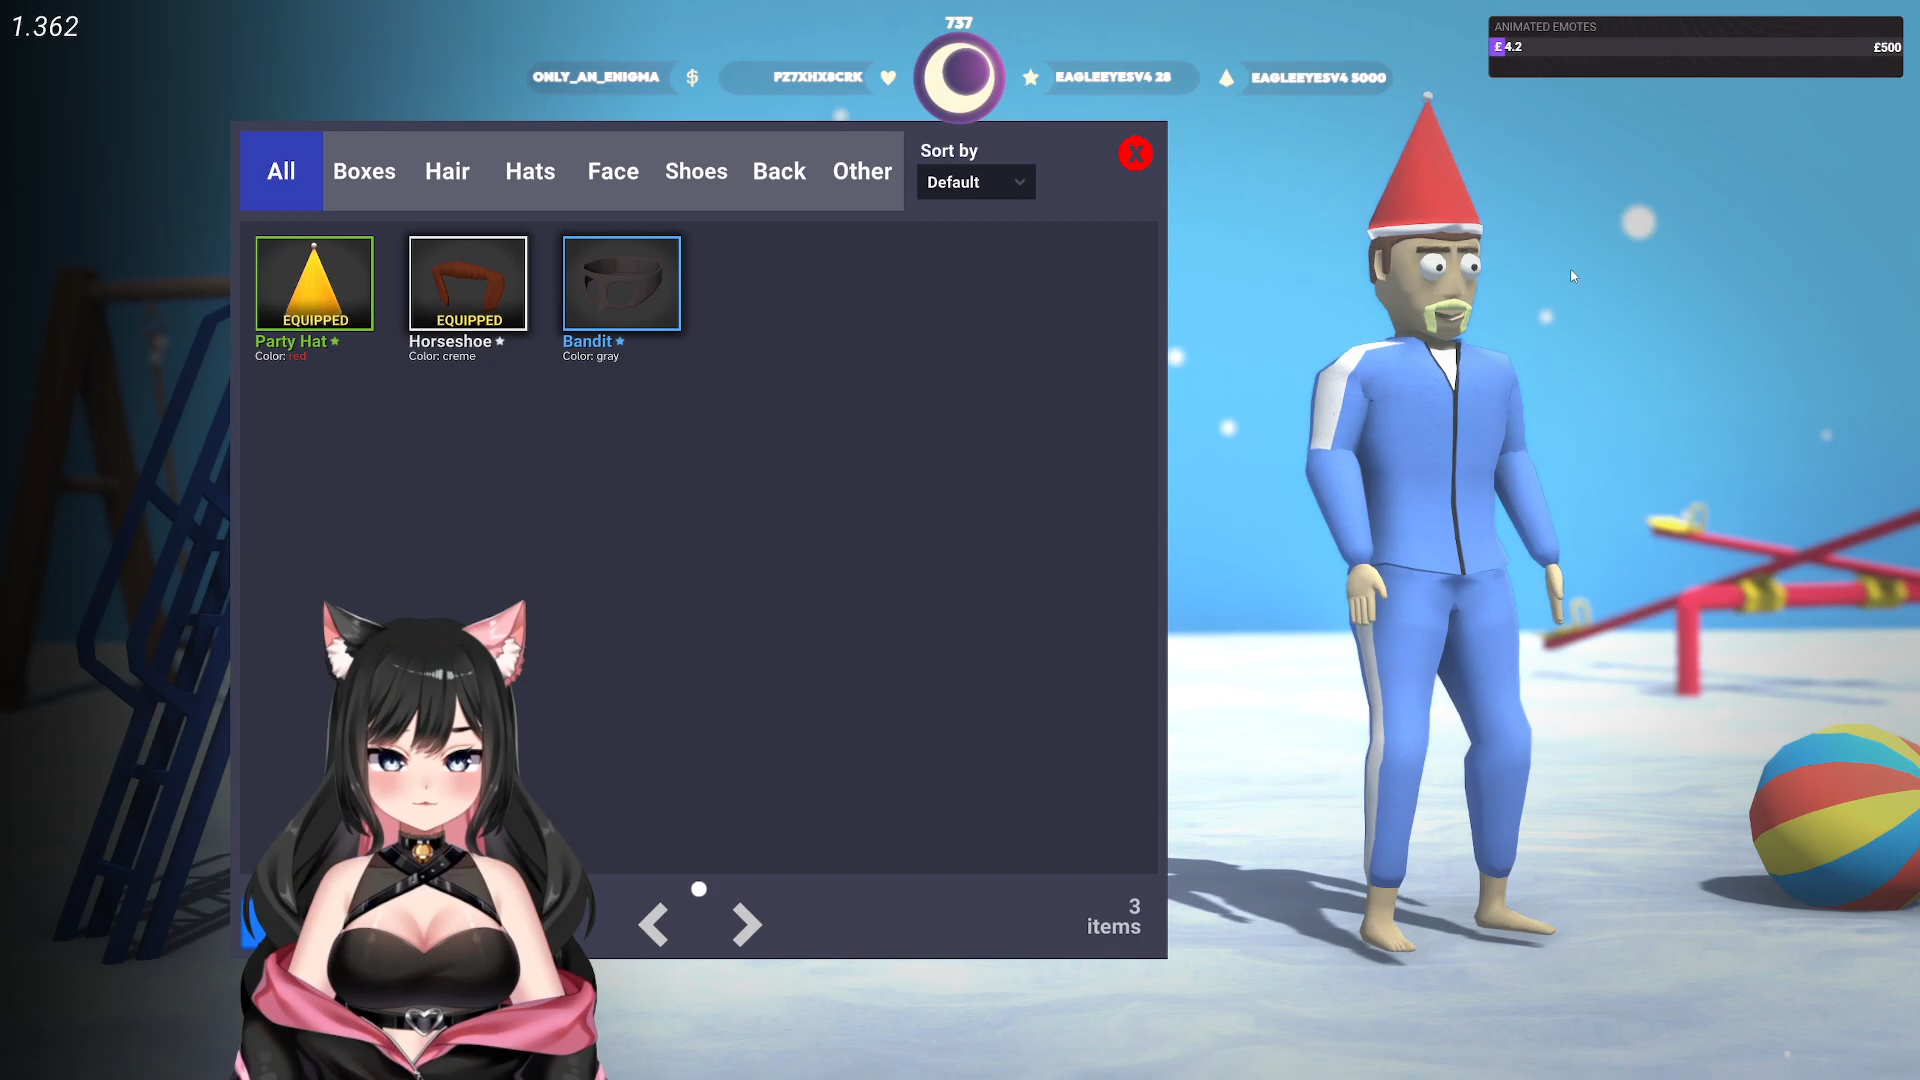 1.362
737
ONLY_AN_ENIGMA $
PZ7XHX8CRK
EAGLEEYESV4 28
EAGLEEYESV4 5000
ANIMATED EMOTES
£ 4.2 £500
All Boxes Hair Hats Face Shoes Back Other
Sort by
Default
X
EQUIPPED
Party Hat
Color: red
EQUIPPED
Horseshoe
Color: creme
Bandit
Color: gray
3
items